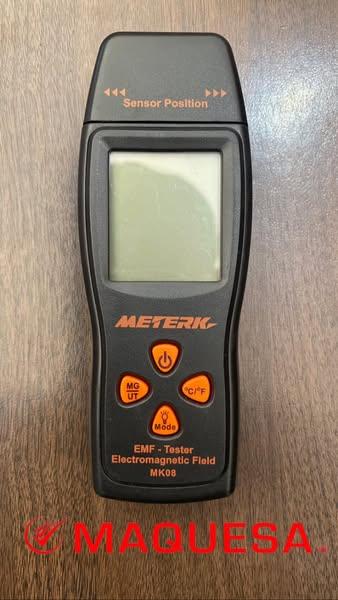 ◄◄◄ ►►►
Sensor Position
METERK
MG
UT
°C/°F
Mode
EMF - Tester
Electromagnetic Field
MK08
MAQUESA®